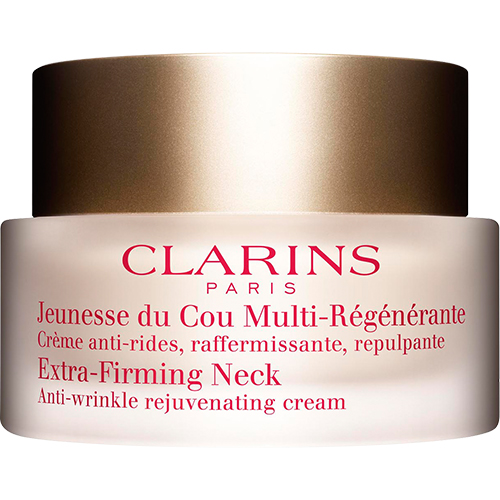 CLARINS
PARIS
Jeunesse du Cou Multi-Régénérante
Crème anti-rides, raffermissante, repulpante
Extra-Firming Neck
Anti-wrinkle rejuvenating cream